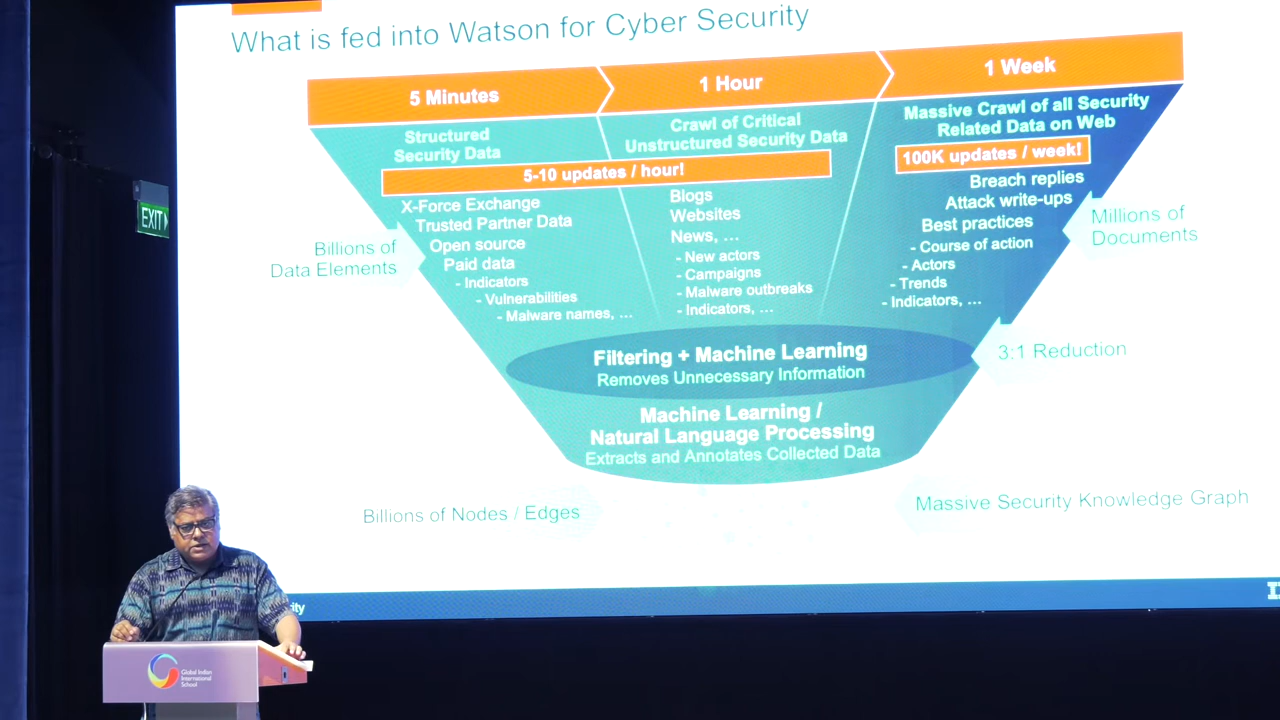 What is fed into Watson for Cyber Security
5 Minutes
1 Hour
1 Week
Structured
Security Data
Crawl of Critical
Unstructured Security Data
Massive Crawl of all Security
Related Data on Web
5-10 updates / hour!
100K updates / week!
X-Force Exchange
Trusted Partner Data
Open source
Paid data
- Indicators
- Vulnerabilities
- Malware names, ...
Blogs
Websites
News, ...
- New actors
- Campaigns
- Malware outbreaks
- Indicators, ...
Breach replies
Attack write-ups
Best practices
- Course of action
- Actors
- Trends
- Indicators, ...
Billions of
Data Elements
Millions of
Documents
Filtering + Machine Learning
Removes Unnecessary Information
3:1 Reduction
Machine Learning /
Natural Language Processing
Extracts and Annotates Collected Data
Billions of Nodes / Edges
Massive Security Knowledge Graph
EXIT
Global Indian
International
School